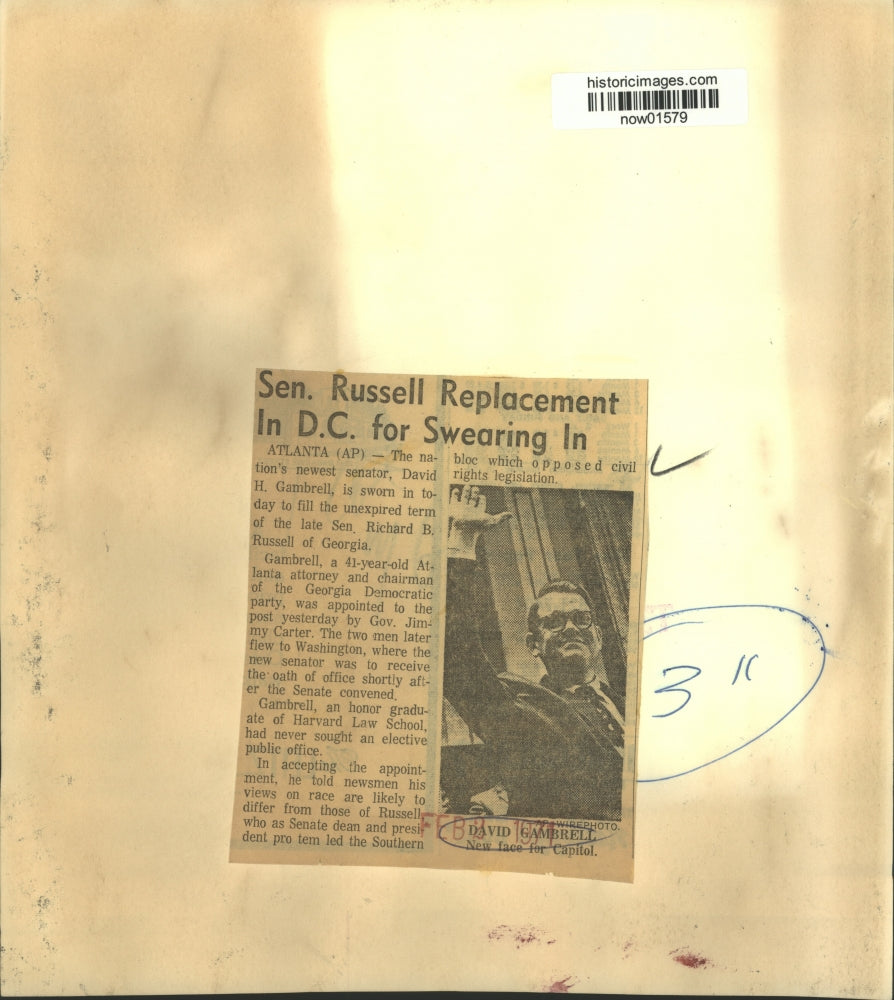 historicimages.com
now01579
Sen. Russell Replacement
In D.C. for Swearing In
ATLANTA (AP) — The na-
tion's newest senator, David
H. Gambrell, is sworn in to-
day to fill the unexpired term
of the late Sen. Richard B.
Russell of Georgia.
Gambrell, a 41-year-old At-
lanta attorney and chairman
of the Georgia Democratic
party, was appointed to the
post yesterday by Gov. Jim-
my Carter. The two men later
flew to Washington, where the
new senator was to receive
the oath of office shortly aft-
er the Senate convened.
Gambrell, an honor gradu-
ate of Harvard Law School,
had never sought an elective
public office.
In accepting the appoint-
ment, he told newsmen his
views on race are likely to
differ from those of Russell,
who as Senate dean and presi-
dent pro tem led the Southern
bloc which opposed civil
rights legislation.
WIREPHOTO.
DAVID GAMBRELL
New face for Capitol.
FEB 2 1971
3"